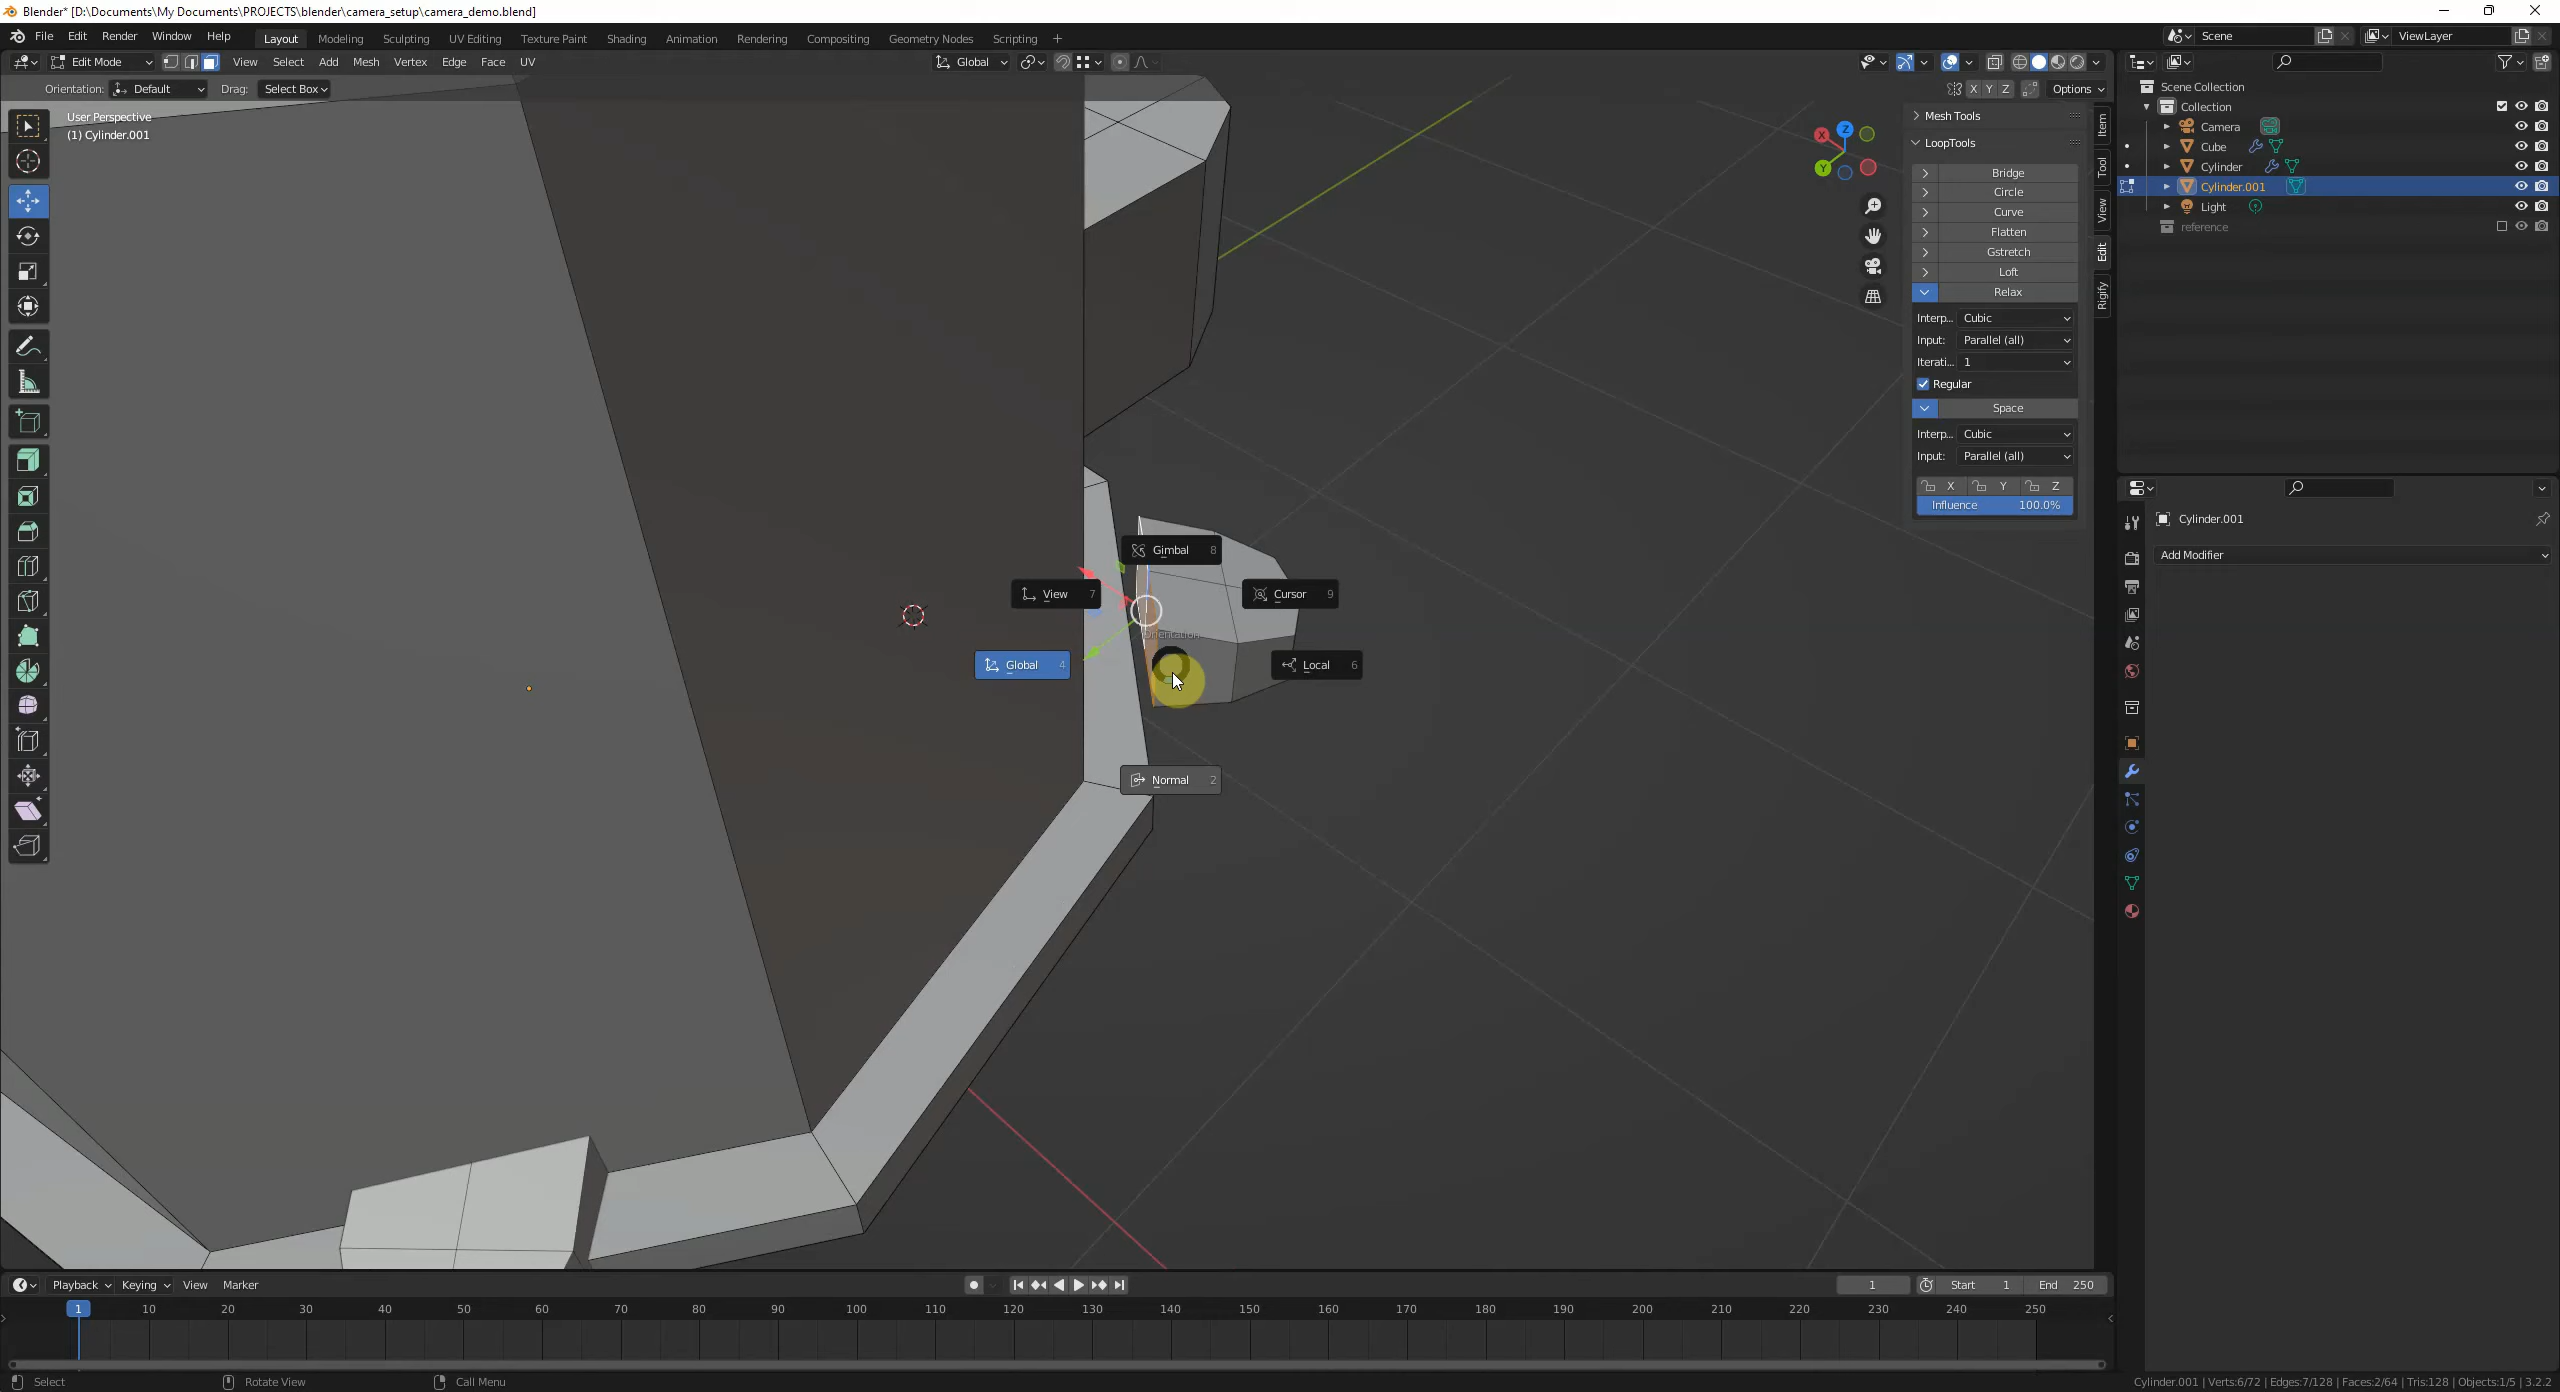 Blender* [D:\Documents\My Documents\PROJECTS\blender\camera_setup\camera_demo.blend]
File Edit Render Window Help Layout Modeling Sculpting UV Editing Texture Paint Shading Animation Rendering Compositing Geometry Nodes Scripting + Scene ViewLayer
Edit Mode View Select Add Mesh Vertex Edge Face UV Global
Orientation: Default Drag: Select Box X Y Z Options
User Perspective
(1) Cylinder.001
Scene Collection
Collection
Camera
Cube
Cylinder
Cylinder.001
Light
reference
X Z Y
Mesh Tools
LoopTools
Bridge
Circle
Curve
Flatten
Gstretch
Loft
Relax
Interp... Cubic
Input: Parallel (all)
Iterati... 1
Regular
Space
Interp... Cubic
Input: Parallel (all)
X Y Z
Influence 100.0%
Item
Tool
View
Edit
Rigify
Gimbal 8
View 7
Cursor 9
Orientation
Global 4
Local 6
Normal 2
Cylinder.001
Add Modifier
Playback Keying View Marker 1 Start 1 End 250
1 10 20 30 40 50 60 70 80 90 100 110 120 130 140 150 160 170 180 190 200 210 220 230 240 250
Select Rotate View Call Menu Cylinder.001 | Verts:6/72 | Edges:7/128 | Faces:2/64 | Tris:128 | Objects:1/5 | 3.2.2